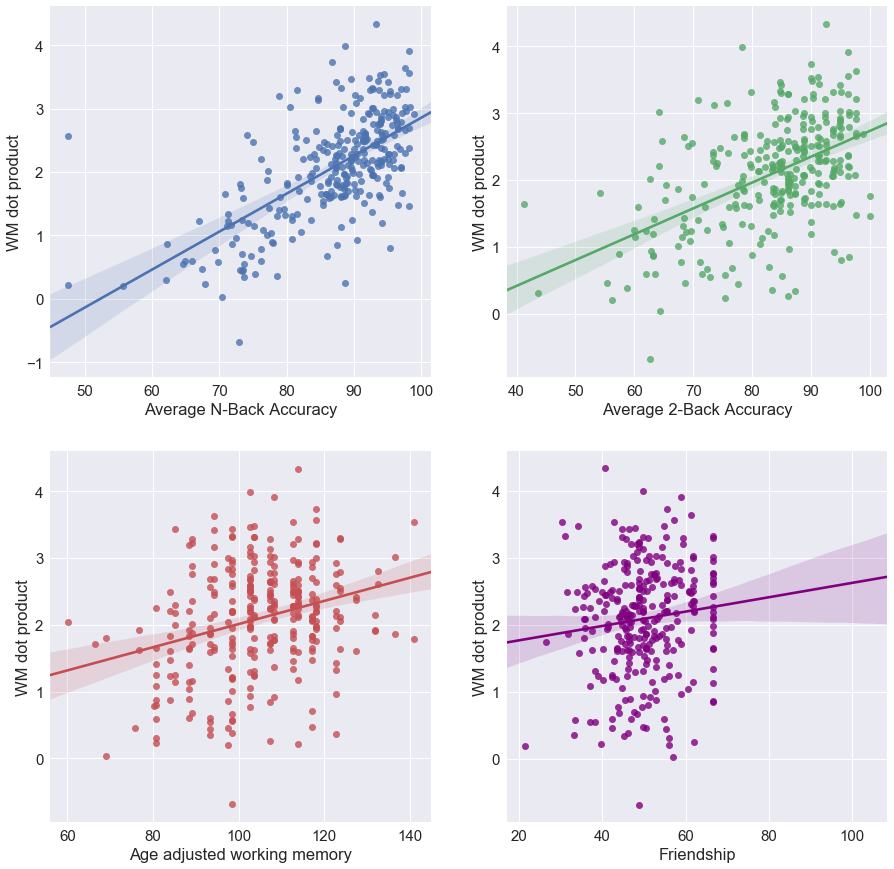 4
3
2
1
0
−1
WM dot product
50 60 70 80 90 100
Average N-Back Accuracy
4
3
2
1
0
WM dot product
40 50 60 70 80 90 100
Average 2-Back Accuracy
4
3
2
1
0
WM dot product
60 80 100 120 140
Age adjusted working memory
4
3
2
1
0
WM dot product
20 40 60 80 100
Friendship